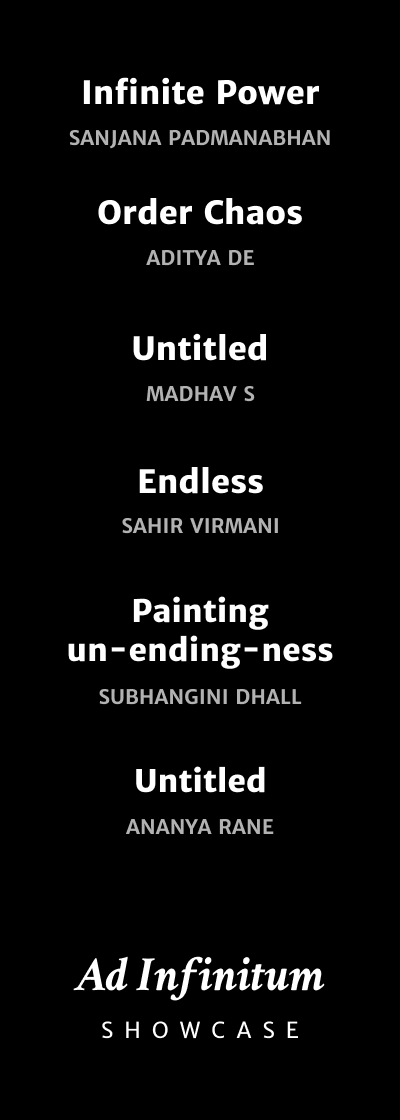 Infinite Power
SANJANA PADMANABHAN
Order Chaos
ADITYA DE
Untitled
MADHAV S
Endless
SAHIR VIRMANI
Painting
un-ending-ness
SUBHANGINI DHALL
Untitled
ANANYA RANE
Ad Infinitum
SHOWCASE